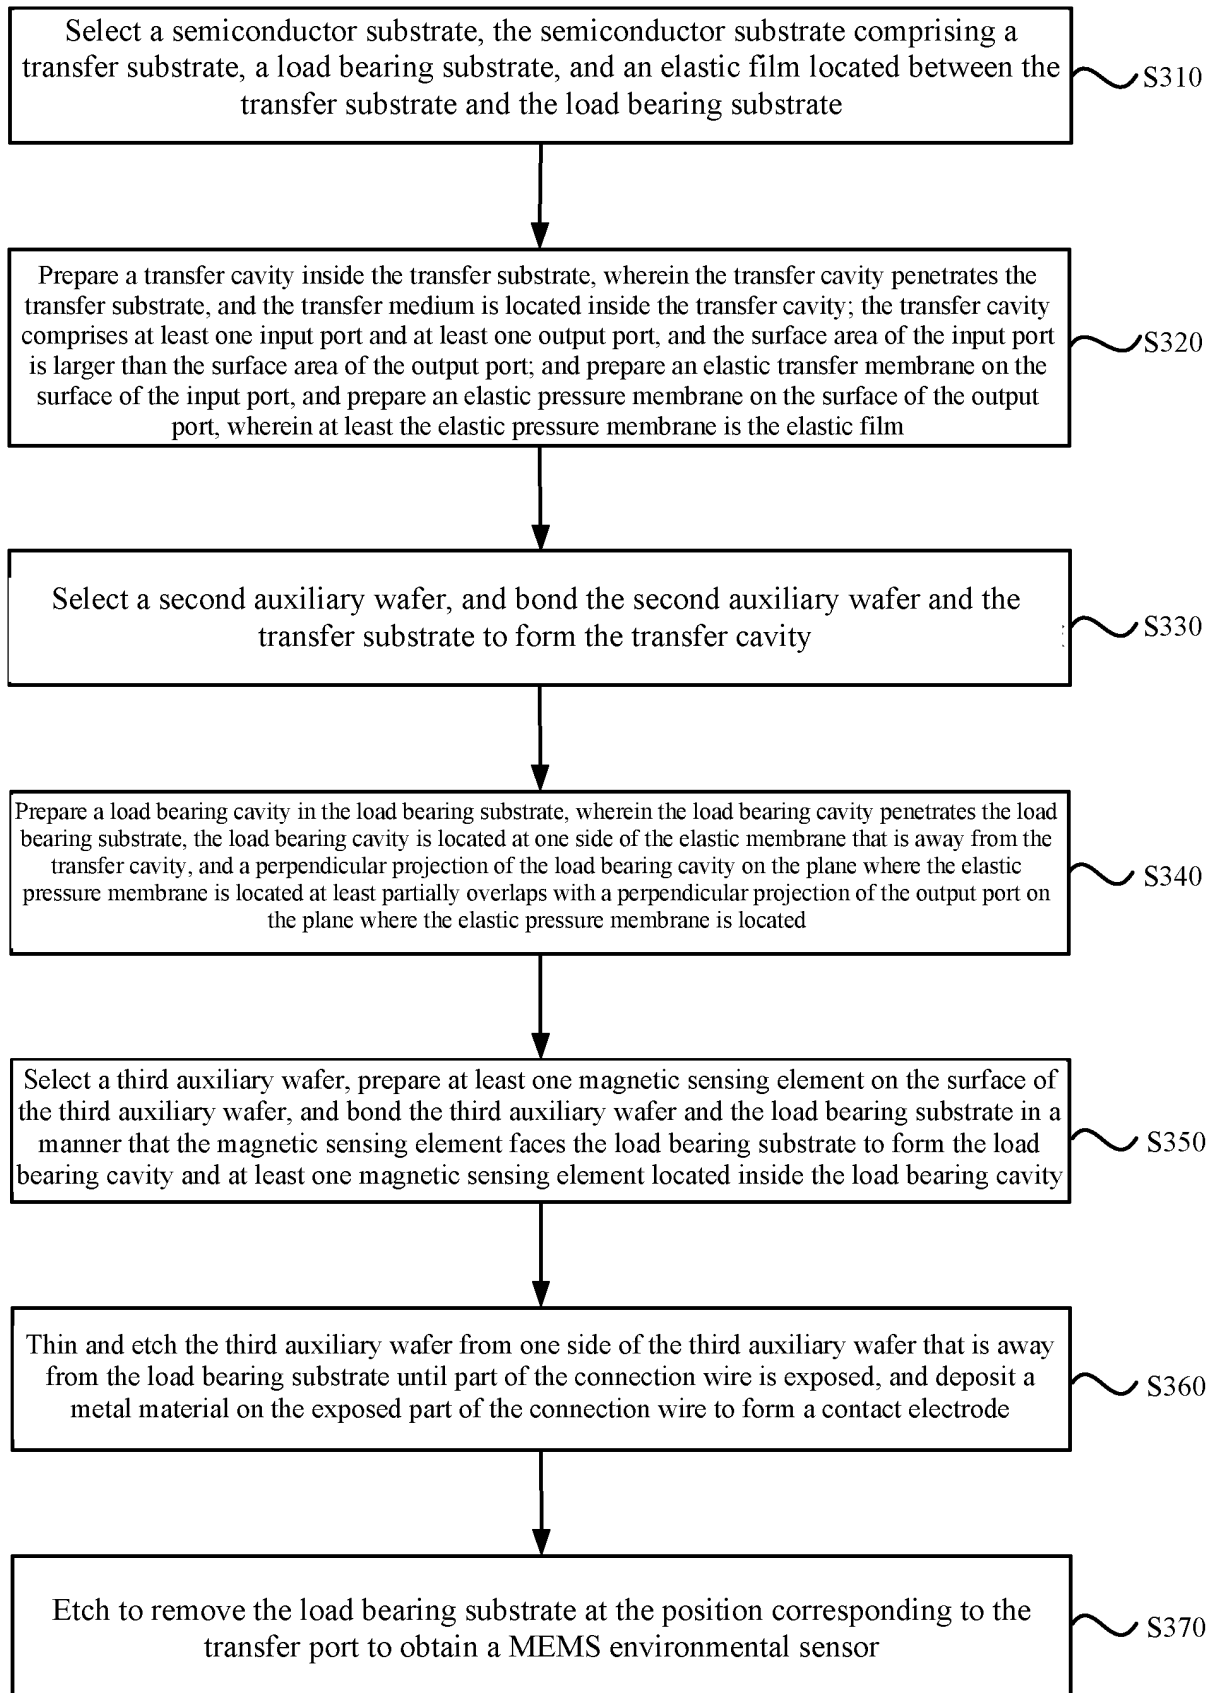 Select a semiconductor substrate, the semiconductor substrate comprising a
transfer substrate, a load bearing substrate, and an elastic film located between the
transfer substrate and the load bearing substrate
S310
Prepare a transfer cavity inside the transfer substrate, wherein the transfer cavity penetrates the
transfer substrate, and the transfer medium is located inside the transfer cavity; the transfer cavity
comprises at least one input port and at least one output port, and the surface area of the input port
is larger than the surface area of the output port; and prepare an elastic transfer membrane on the
surface of the input port, and prepare an elastic pressure membrane on the surface of the output
port, wherein at least the elastic pressure membrane is the elastic film
S320
Select a second auxiliary wafer, and bond the second auxiliary wafer and the
transfer substrate to form the transfer cavity
S330
Prepare a load bearing cavity in the load bearing substrate, wherein the load bearing cavity penetrates the load
bearing substrate, the load bearing cavity is located at one side of the elastic membrane that is away from the
transfer cavity, and a perpendicular projection of the load bearing cavity on the plane where the elastic
pressure membrane is located at least partially overlaps with a perpendicular projection of the output port on
the plane where the elastic pressure membrane is located
S340
Select a third auxiliary wafer, prepare at least one magnetic sensing element on the surface of
the third auxiliary wafer, and bond the third auxiliary wafer and the load bearing substrate in a
manner that the magnetic sensing element faces the load bearing substrate to form the load
bearing cavity and at least one magnetic sensing element located inside the load bearing cavity
S350
Thin and etch the third auxiliary wafer from one side of the third auxiliary wafer that is away
from the load bearing substrate until part of the connection wire is exposed, and deposit a
metal material on the exposed part of the connection wire to form a contact electrode
S360
Etch to remove the load bearing substrate at the position corresponding to the
transfer port to obtain a MEMS environmental sensor
S370